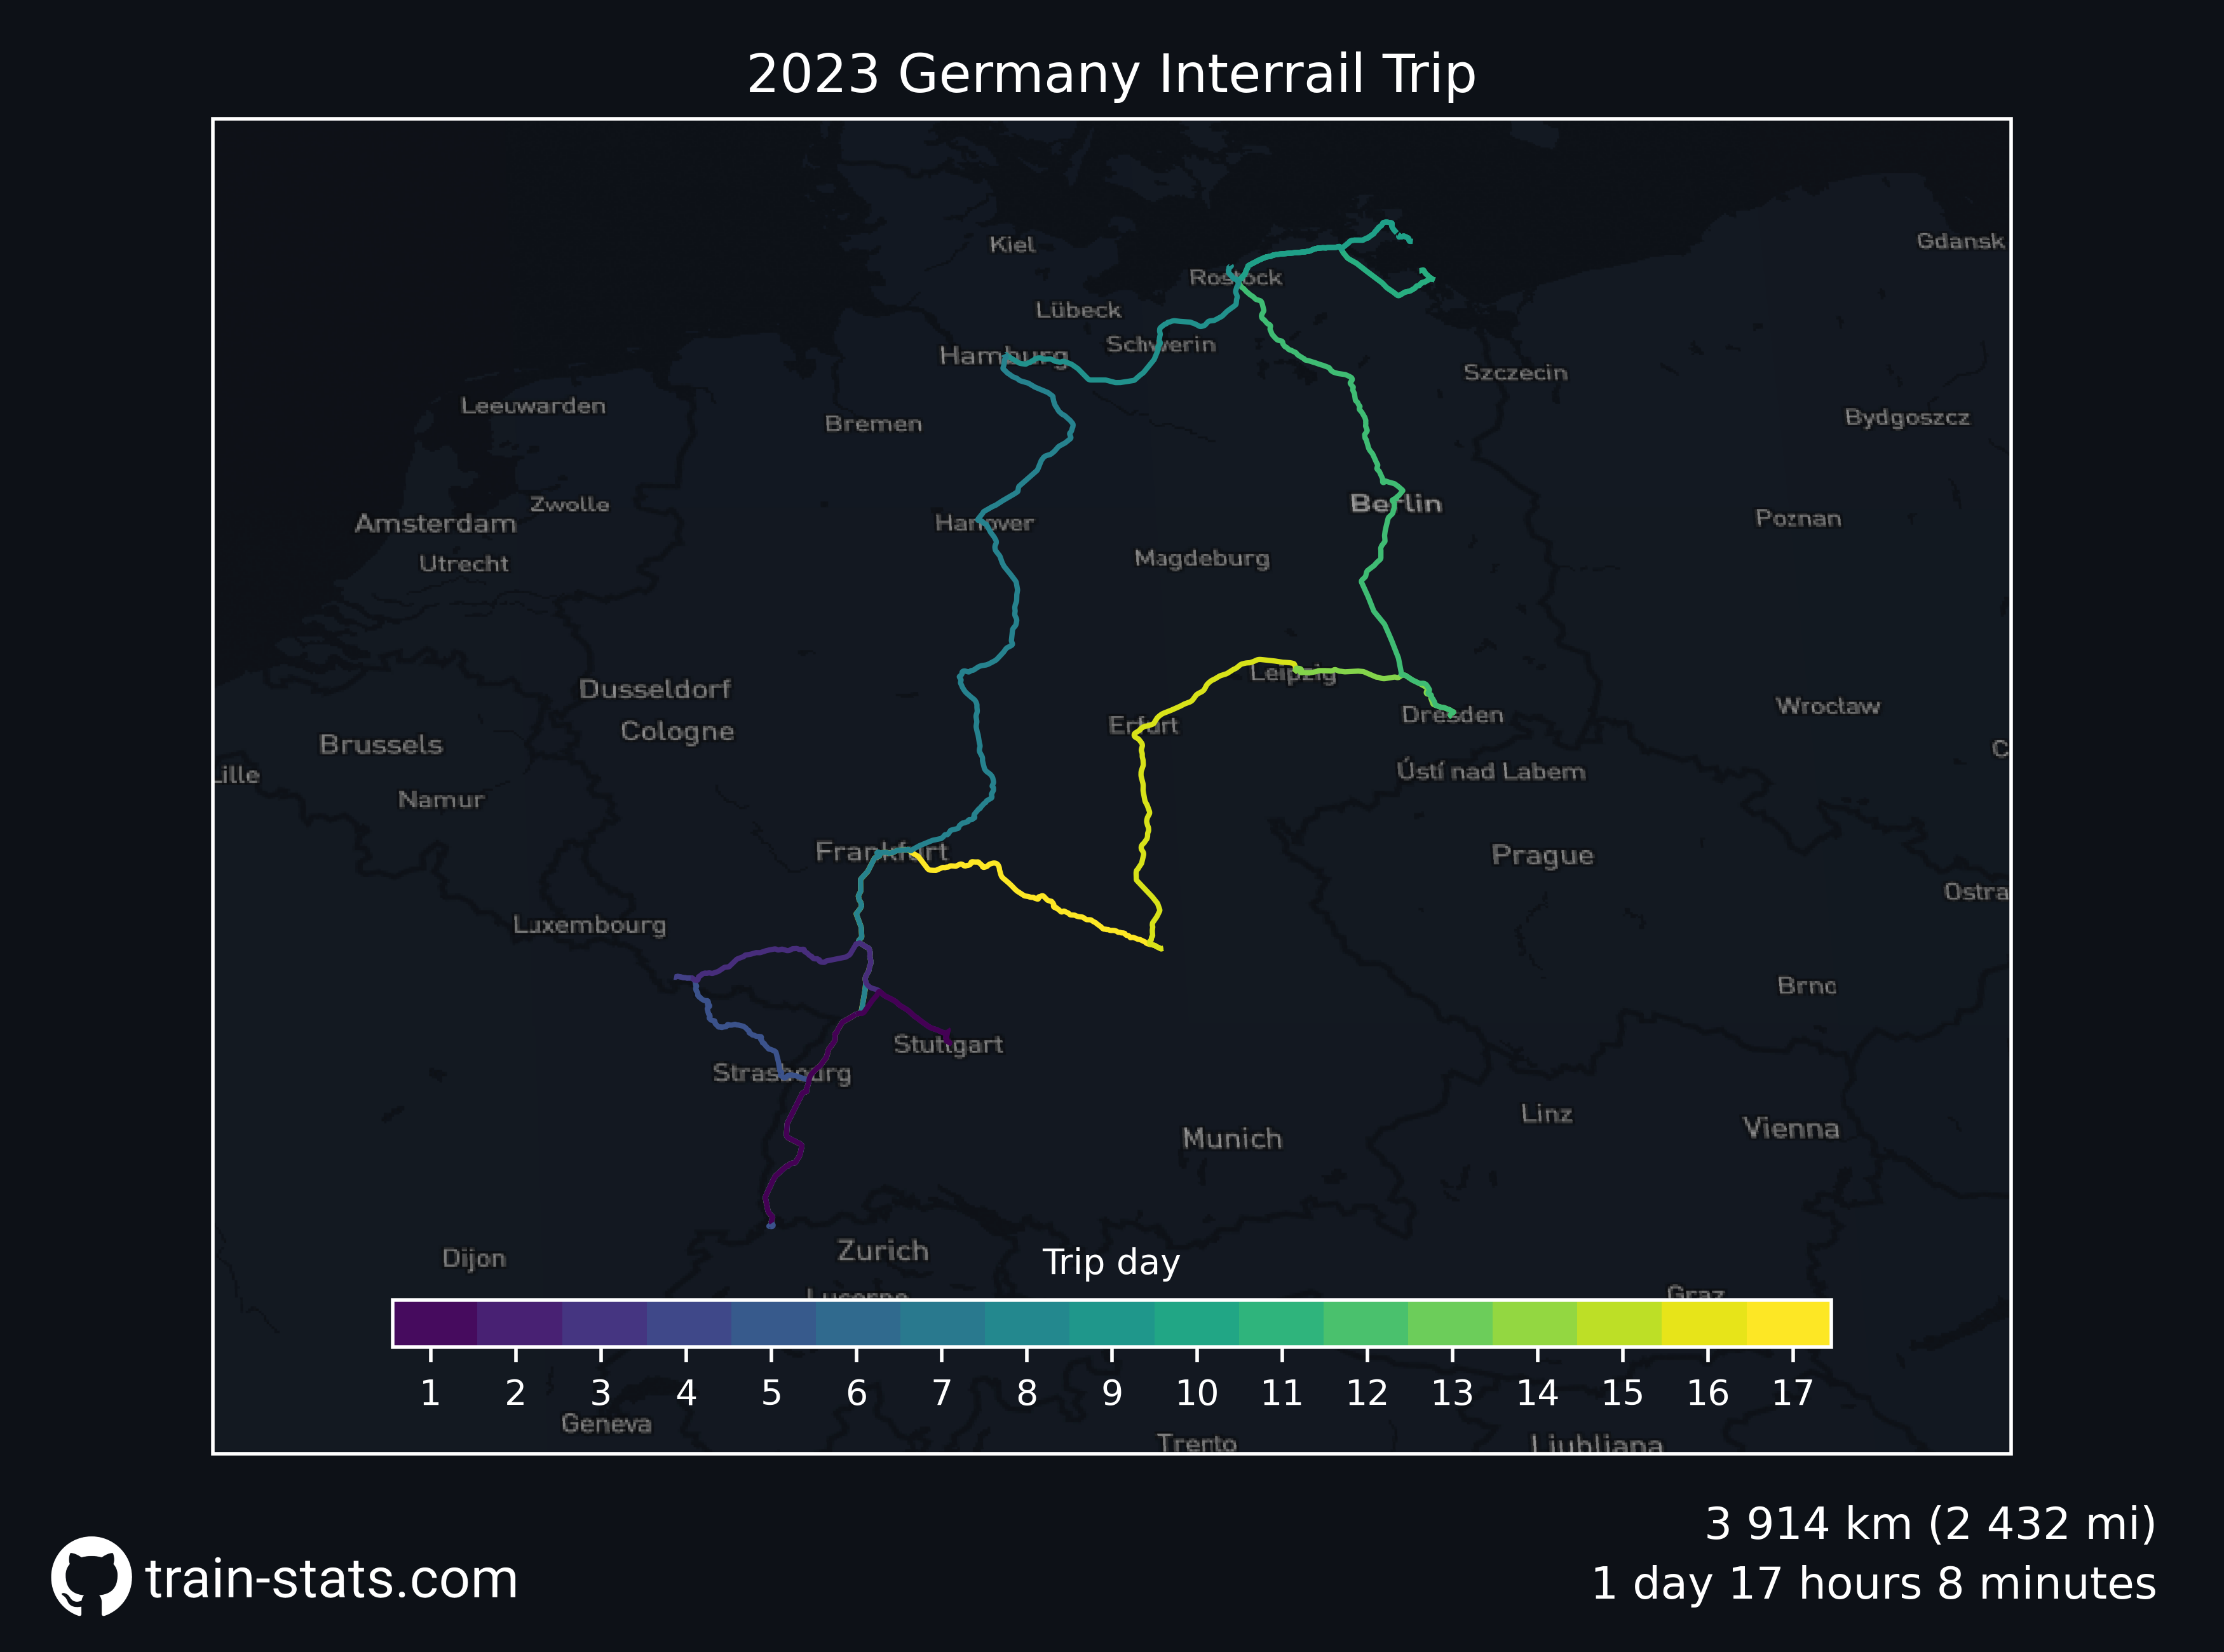 2023 Germany Interrail Trip
Kiel
Gdansk
Rostock
Lübeck
Schwerin
Hamburg
Szczecin
Leeuwarden
Bremen
Bydgoszcz
Zwolle
Berlin
Amsterdam
Hanover
Poznan
Utrecht
Magdeburg
Dusseldorf
Leipzig
Cologne
Erfurt
Dresden
Wrocław
Brussels
C
Lille
Ústí nad Labem
Namur
Frankfurt
Prague
Ostra
Luxembourg
Brno
Stuttgart
Strasbourg
Linz
Munich
Vienna
Dijon
Zurich
Trip day
Lucerne
Graz
1 2 3 4 5 6 7 8 9 10 11 12 13 14 15 16 17
Geneva
Trento
Ljubljana
3 914 km (2 432 mi)
train-stats.com
1 day 17 hours 8 minutes